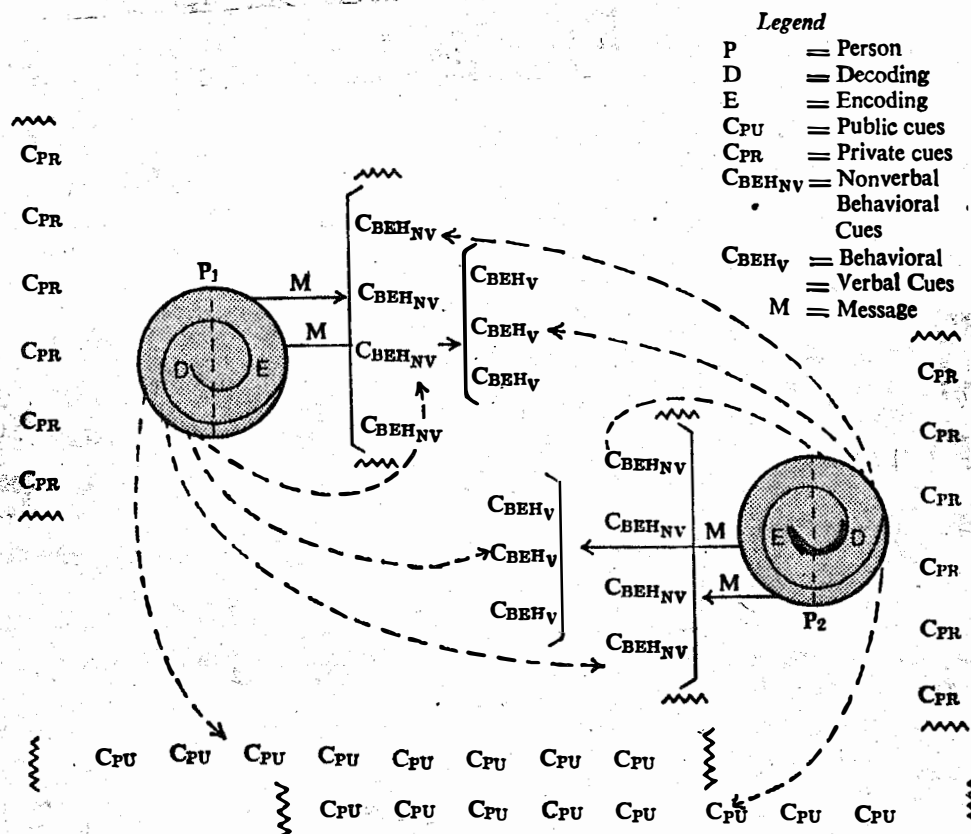 Legend
P = Person
D = Decoding
E = Encoding
CPU = Public cues
CPR = Private cues
CBEHNV = Nonverbal
Behavioral
Cues
CBEHV = Behavioral
= Verbal Cues
M = Message
CPR
CPR
CPR
CPR
CPR
CPR
P1
D E
M
M
CBEHNV
CBEHNV
CBEHNV
CBEHNV
CBEHV
CBEHV
CBEHV
CBEHV
CBEHV
CBEHV
CBEHNV
CBEHNV
CBEHNV
CBEHNV
M
M
E D
P2
CPR
CPR
CPR
CPR
CPR
CPR
CPU CPU CPU CPU CPU CPU CPU CPU
CPU CPU CPU CPU CPU CPU CPU CPU